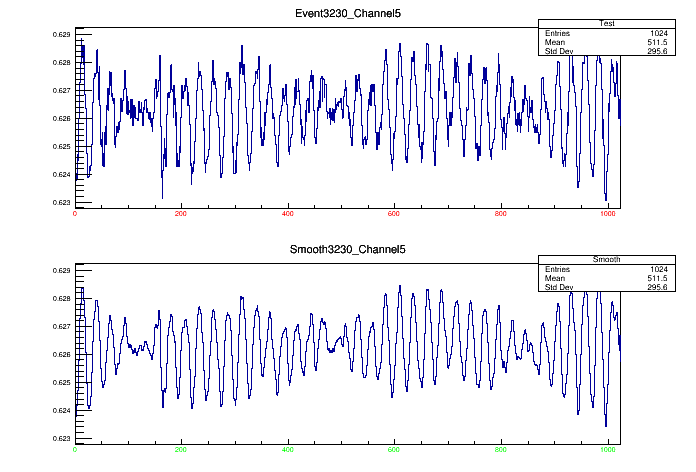 Event3230_Channel5
Test
Entries 1024
Mean 511.5
Std Dev 295.6
0.629
0.628
0.627
0.626
0.625
0.624
0.623
0 200 400 600 800 1000
Smooth3230_Channel5
Smooth
Entries 1024
Mean 511.5
Std Dev 295.6
0.629
0.628
0.627
0.626
0.625
0.624
0.623
0 200 400 600 800 1000